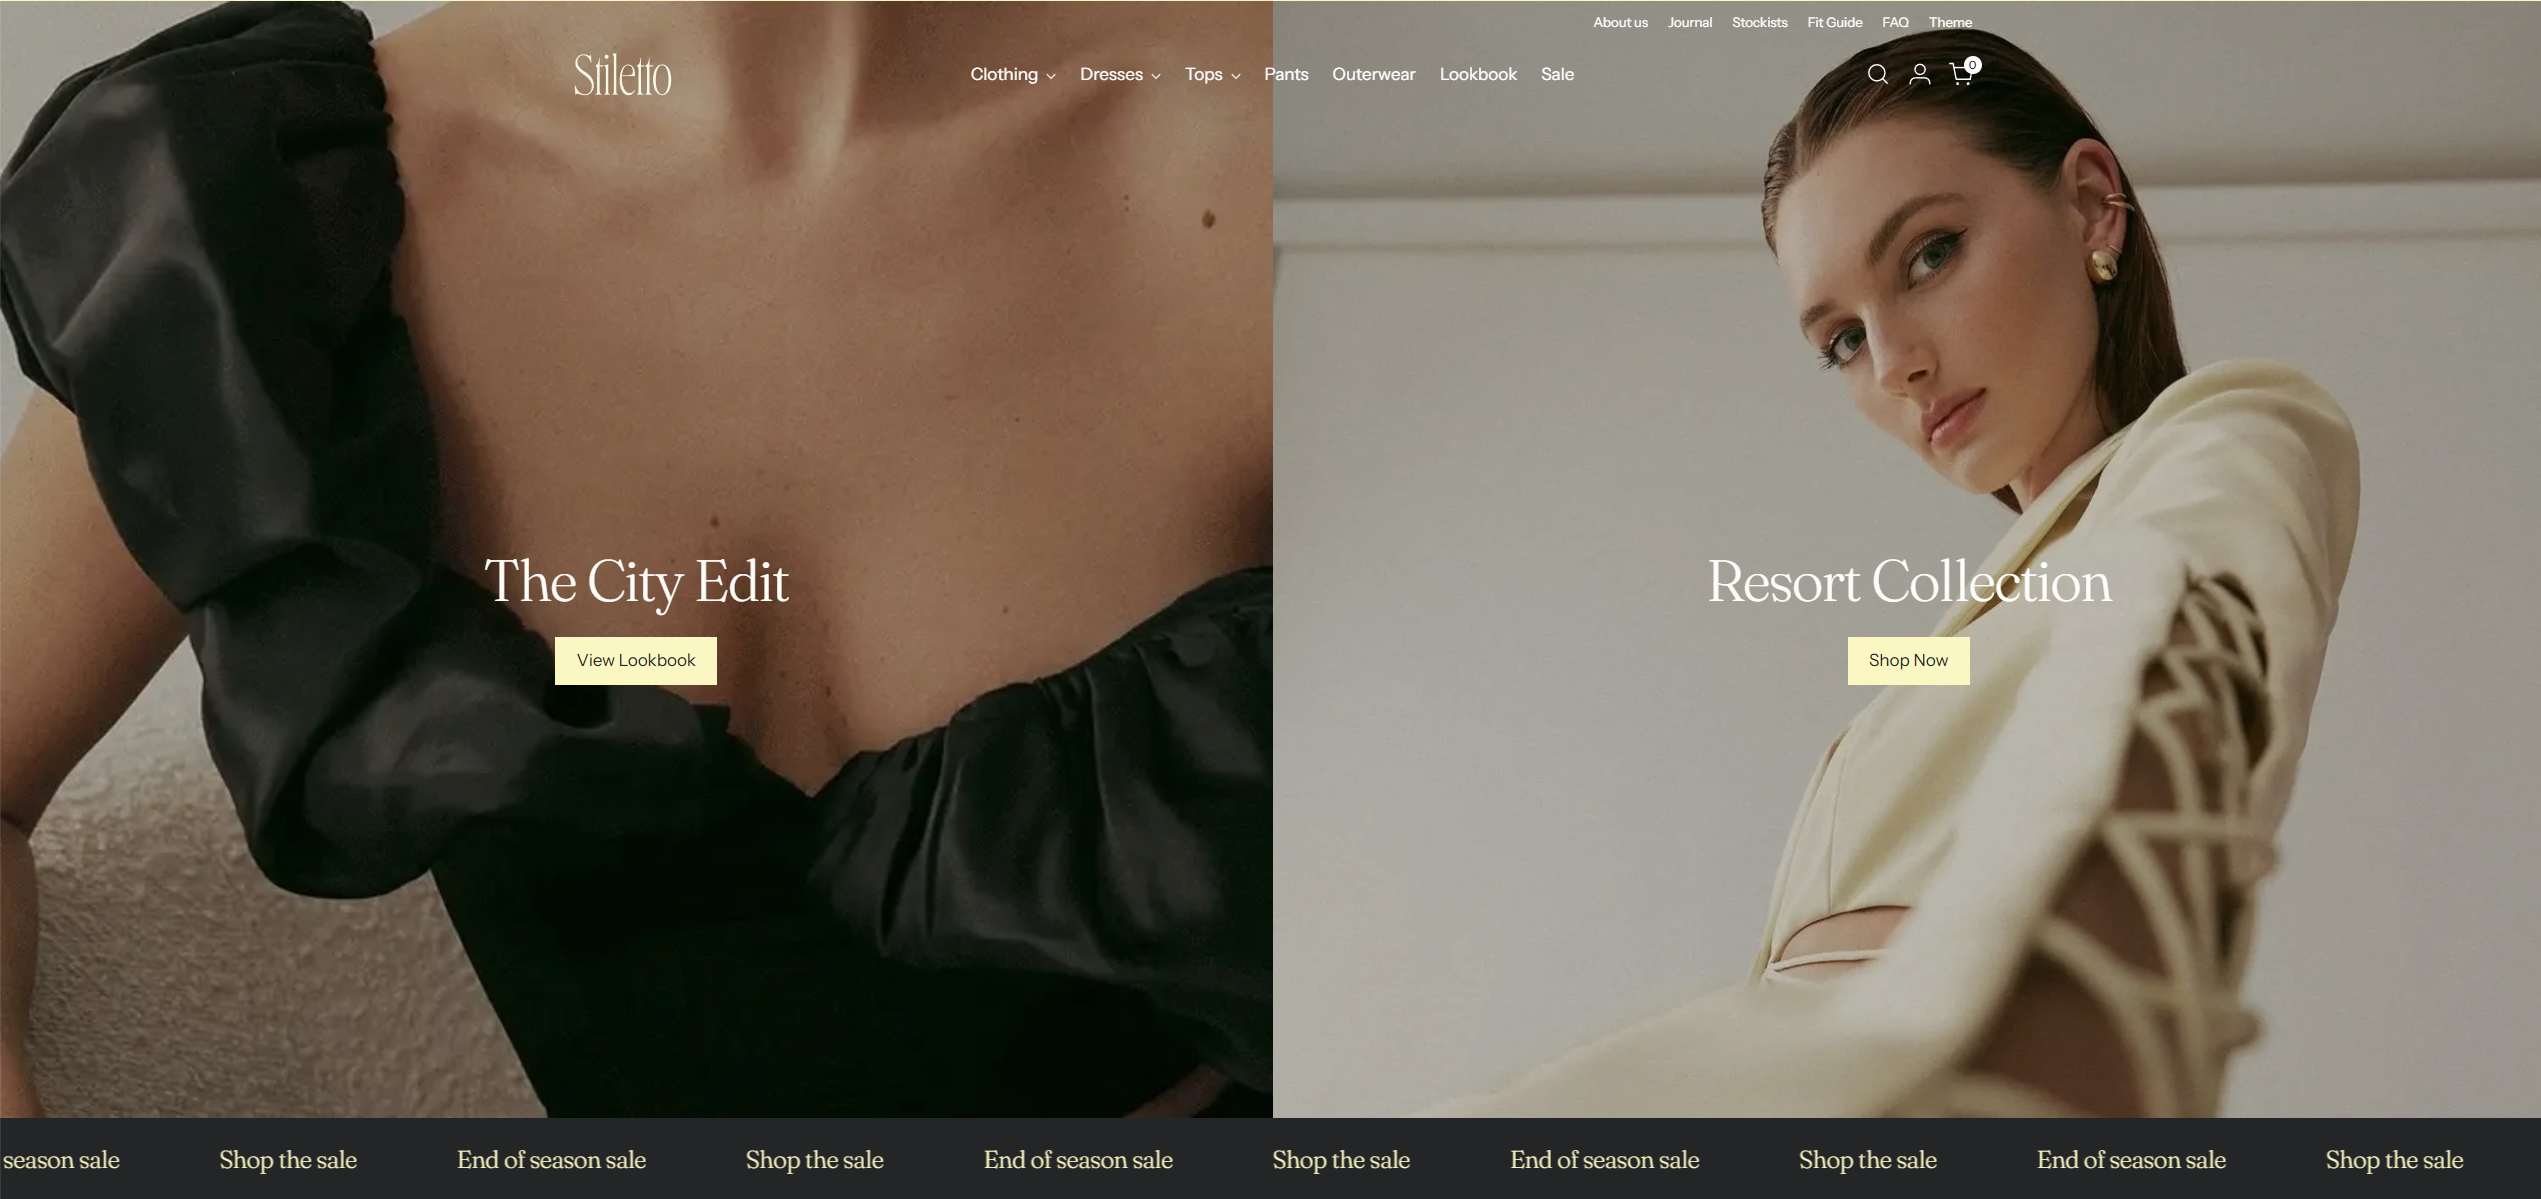 About us Journal Stockists Fit Guide FAQ Theme
Stiletto
Clothing Dresses Tops Pants Outerwear Lookbook Sale
0
The City Edit
View Lookbook
Resort Collection
Shop Now
season sale Shop the sale End of season sale Shop the sale End of season sale Shop the sale End of season sale Shop the sale End of season sale Shop the sale